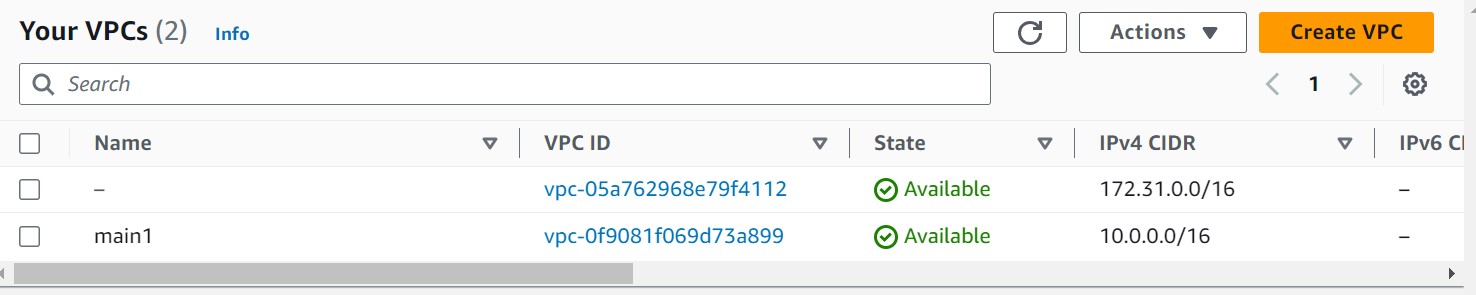 Your VPCs (2) Info Actions Create VPC
Search 1
Name VPC ID State IPv4 CIDR IPv6 CI
– vpc-05a762968e79f4112 Available 172.31.0.0/16 –
main1 vpc-0f9081f069d73a899 Available 10.0.0.0/16 –